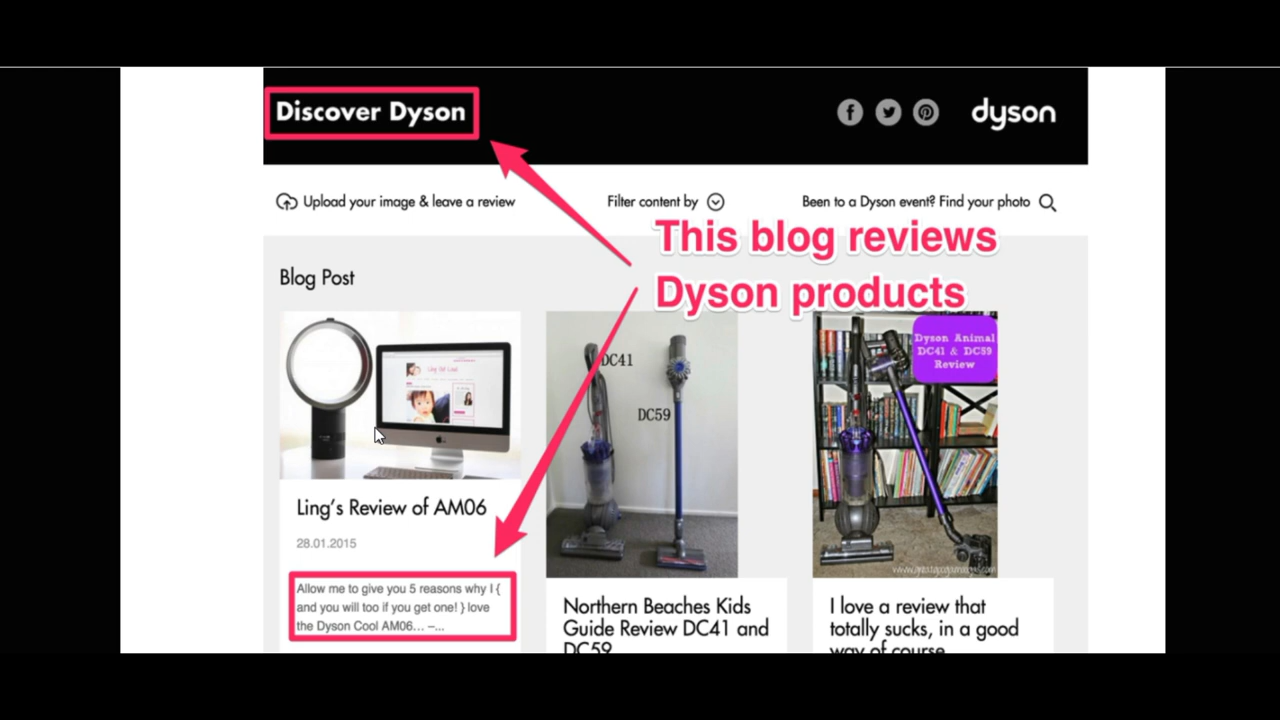 Discover Dyson
dyson
Upload your image & leave a review
Filter content by
Been to a Dyson event? Find your photo
This blog reviews
Dyson products
Blog Post
DC41
DC59
Dyson Animal
DC41 & DC59
Review
Ling's Review of AM06
28.01.2015
Allow me to give you 5 reasons why I {
and you will too if you get one! } love
the Dyson Cool AM06... –...
Northern Beaches Kids
Guide Review DC41 and
DC59
I love a review that
totally sucks, in a good
way of course